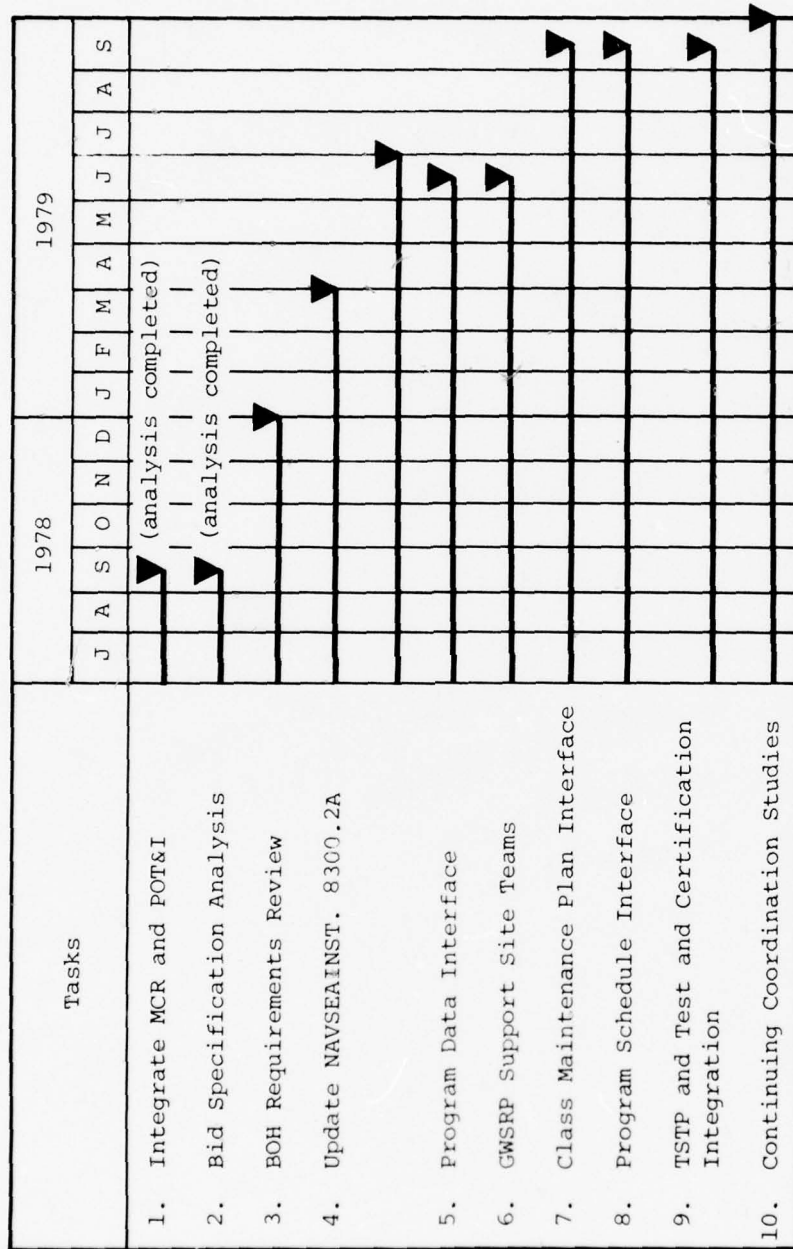 Tasks
1978
1979
J A S O N D J F M A M J J A S
1. Integrate MCR and POT&I
(analysis completed)
2. Bid Specification Analysis
(analysis completed)
3. BOH Requirements Review
4. Update NAVSEAINST. 8300.2A
5. Program Data Interface
6. GWSRP Support Site Teams
7. Class Maintenance Plan Interface
8. Program Schedule Interface
9. TSTP and Test and Certification
Integration
10. Continuing Coordination Studies